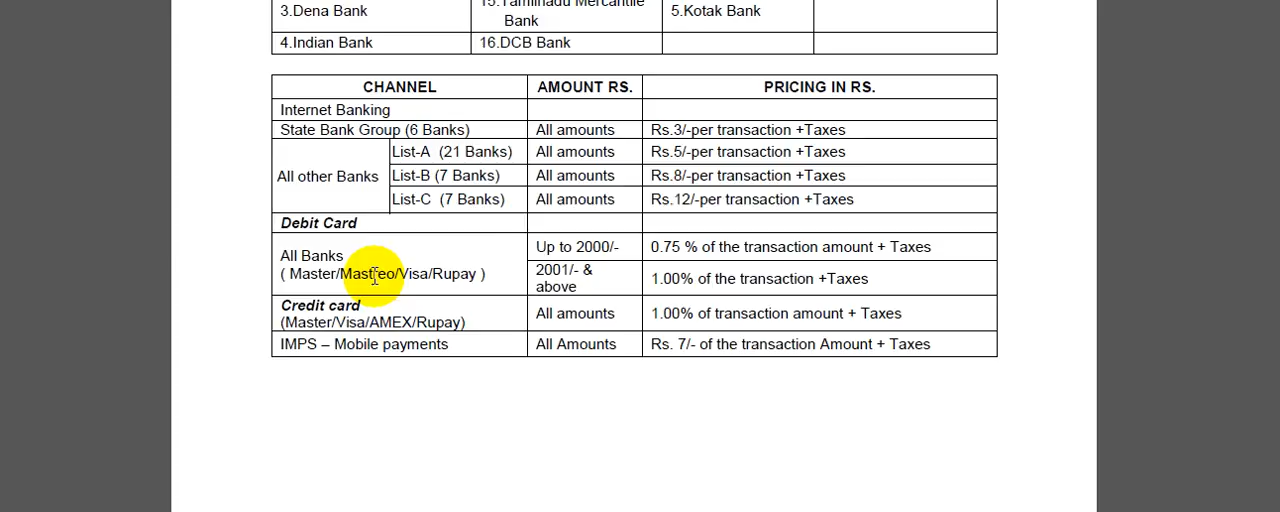 15.Tamilnadu Mercantile
3.Dena Bank
5.Kotak Bank
Bank
4.Indian Bank
16.DCB Bank
CHANNEL AMOUNT RS. PRICING IN RS.
Internet Banking
State Bank Group (6 Banks) All amounts Rs.3/-per transaction +Taxes
All other Banks
List-A (21 Banks) All amounts Rs.5/-per transaction +Taxes
List-B (7 Banks) All amounts Rs.8/-per transaction +Taxes
List-C (7 Banks) All amounts Rs.12/-per transaction +Taxes
Debit Card
All Banks
( Master/Mastreo/Visa/Rupay )
Up to 2000/- 0.75 % of the transaction amount + Taxes
2001/- &
above
1.00% of the transaction +Taxes
Credit card
(Master/Visa/AMEX/Rupay)
All amounts 1.00% of transaction amount + Taxes
IMPS – Mobile payments All Amounts Rs. 7/- of the transaction Amount + Taxes